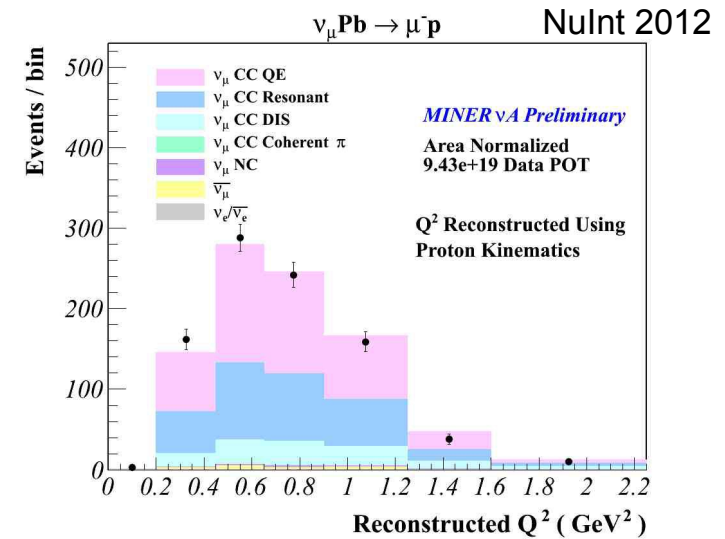 NuInt 2012
νμPb → μ⁻p
Events / bin
500
400
300
200
100
0
νμ CC QE
νμ CC Resonant
νμ CC DIS
νμ CC Coherent π
νμ NC
ν̅μ
νe/ν̅e
MINERνA Preliminary
Area Normalized
9.43e+19 Data POT
Q² Reconstructed Using
Proton Kinematics
0 0.2 0.4 0.6 0.8 1 1.2 1.4 1.6 1.8 2 2.2
Reconstructed Q² ( GeV² )